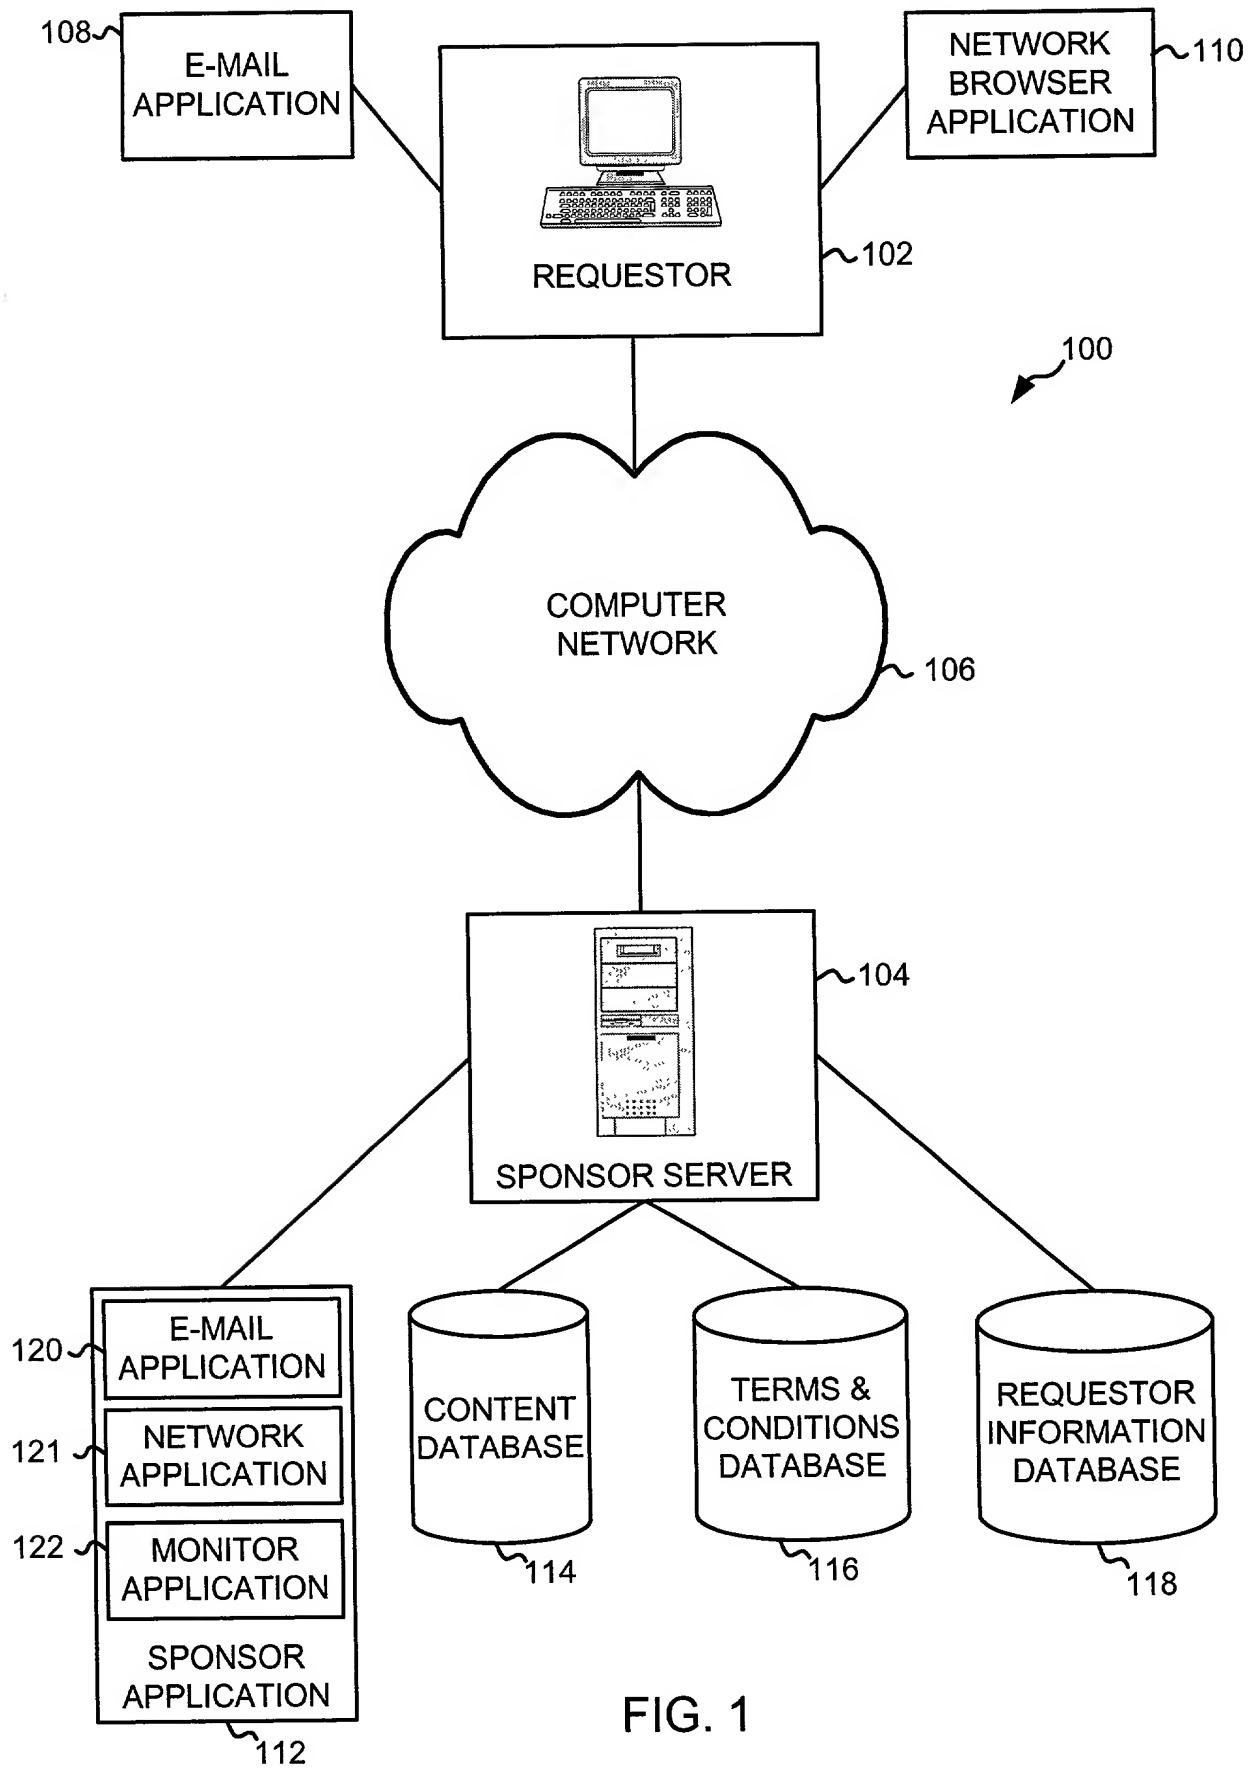 108
E-MAIL
APPLICATION
NETWORK
BROWSER
APPLICATION
110
REQUESTOR
102
100
COMPUTER
NETWORK
106
104
SPONSOR SERVER
120
E-MAIL
APPLICATION
121
NETWORK
APPLICATION
122
MONITOR
APPLICATION
SPONSOR
APPLICATION
112
CONTENT
DATABASE
114
TERMS &
CONDITIONS
DATABASE
116
REQUESTOR
INFORMATION
DATABASE
118
FIG. 1